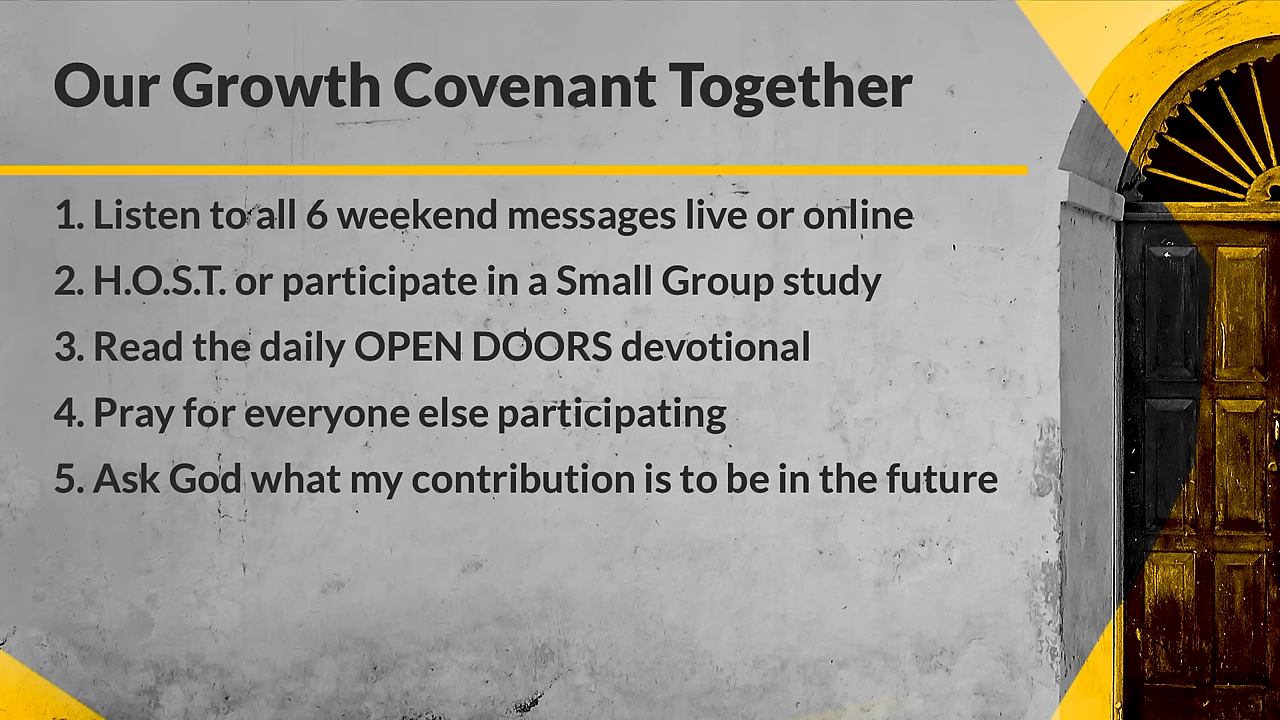 Our Growth Covenant Together
1. Listen to all 6 weekend messages live or online
2. H.O.S.T. or participate in a Small Group study
3. Read the daily OPEN DOORS devotional
4. Pray for everyone else participating
5. Ask God what my contribution is to be in the future